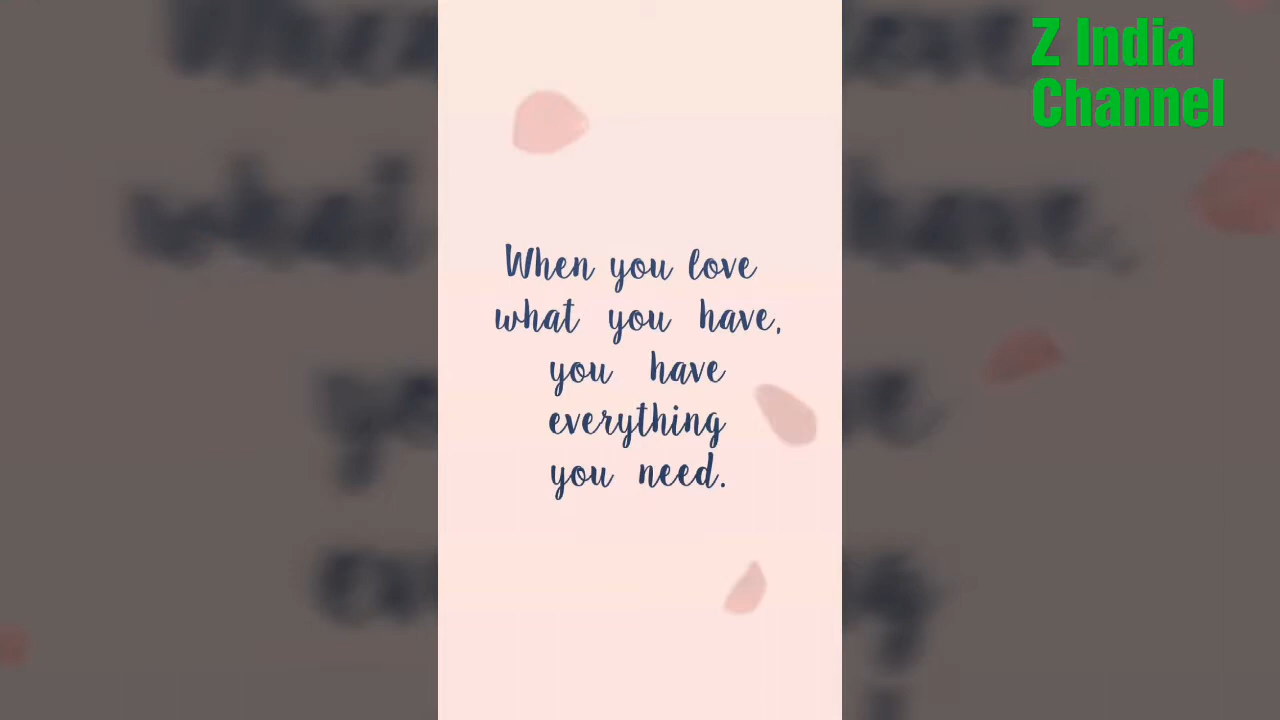 Z India
Channel
When you love
what you have,
you have
everything
you need.